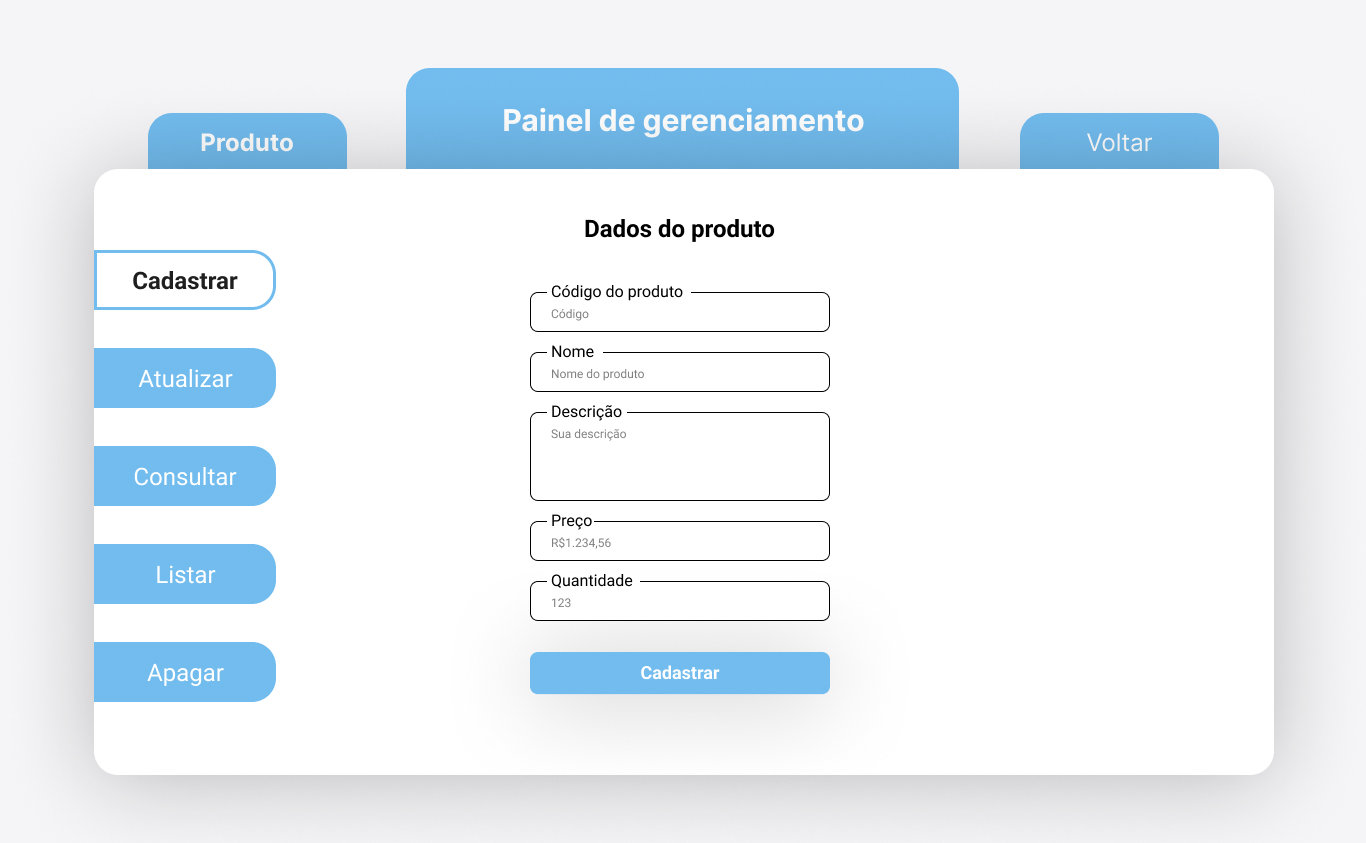 Painel de gerenciamento
Produto
Voltar
Dados do produto
Cadastrar
Atualizar
Consultar
Listar
Apagar
Código do produto
Código
Nome
Nome do produto
Descrição
Sua descrição
Preço
R$1.234,56
Quantidade
123
Cadastrar